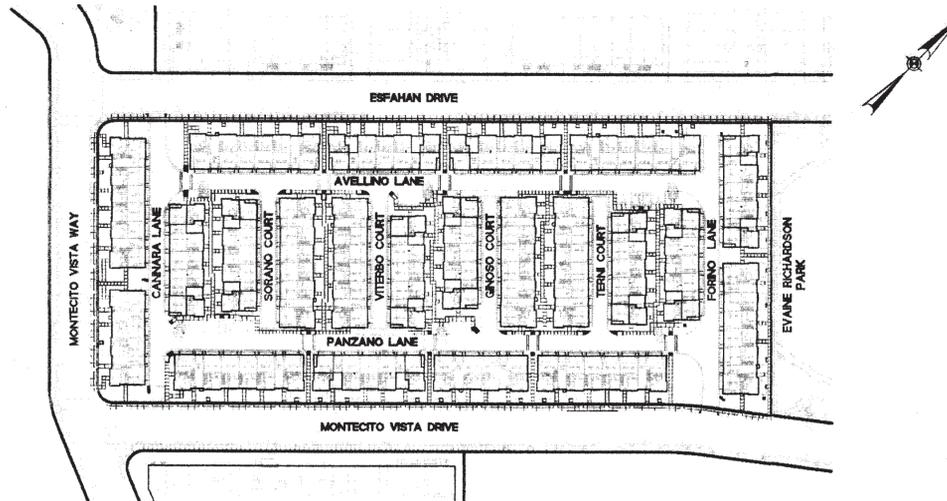 ESFAHAN DRIVE
AVELLINO LANE
MONTECITO VISTA WAY
CANNARA LANE
SORANO COURT
VITERBO COURT
GINOSO COURT
TERNI COURT
FORINO LANE
EVAINE RICHARDSON
PARK
PANZANO LANE
MONTECITO VISTA DRIVE